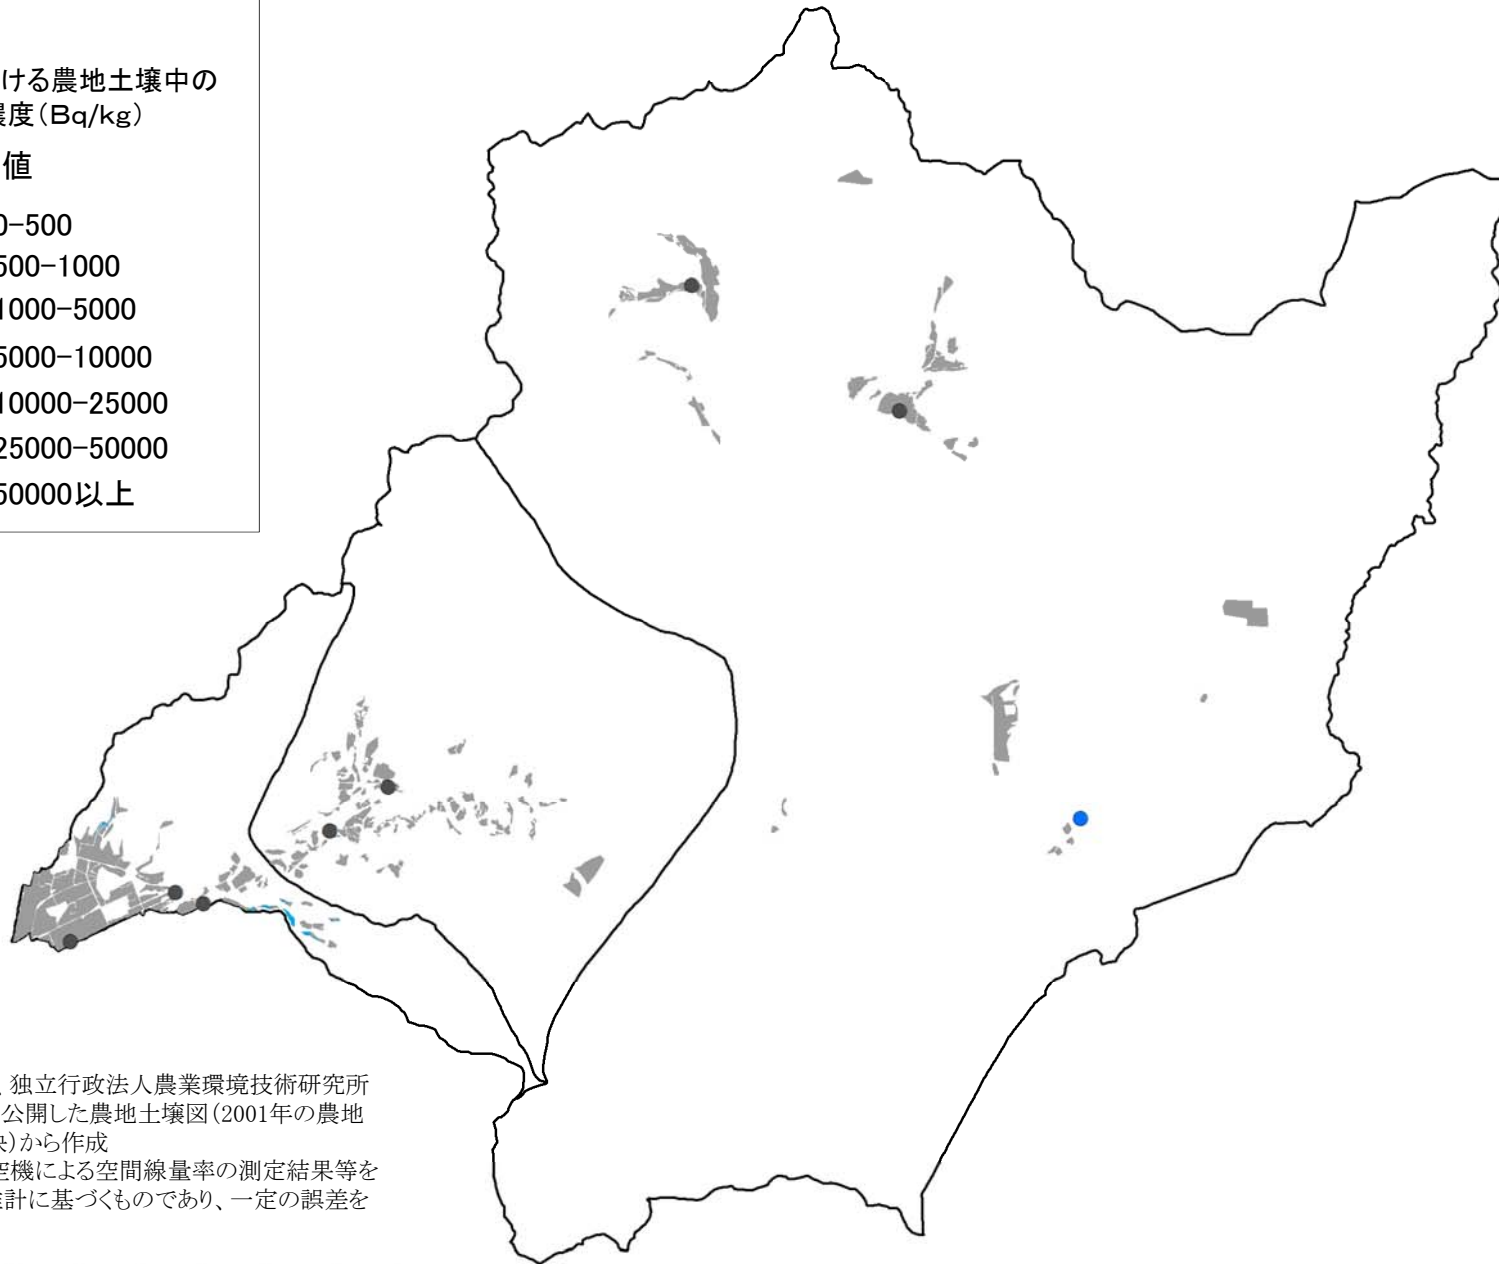 ける農地土壌中の
濃度(Bq/kg)
値
0-500
500-1000
1000-5000
5000-10000
10000-25000
25000-50000
50000以上
、独立行政法人農業環境技術研究所
公開した農地土壌図(2001年の農地
)から作成
空機による空間線量率の測定結果等を
計に基づくものであり、一定の誤差を